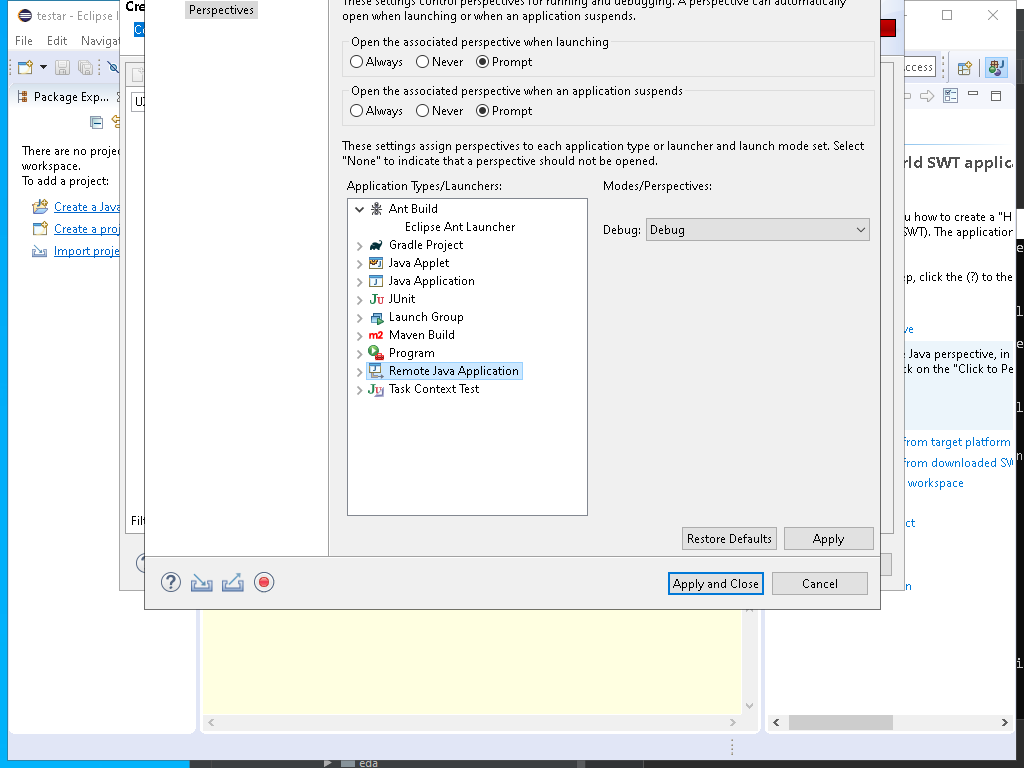 testar - Eclipse I
Cre
Perspectives
These settings control perspectives for running and debugging. A perspective can automatically
open when launching or when an application suspends.
File Edit Navigat
Open the associated perspective when launching
Always Never Prompt
ccess
Package Exp...
Open the associated perspective when an application suspends
Always Never Prompt
There are no proje
workspace.
To add a project:
Create a Java
Create a proj
Import proje
These settings assign perspectives to each application type or launcher and launch mode set. Select
"None" to indicate that a perspective should not be opened.
Application Types/Launchers:
Modes/Perspectives:
Ant Build
Eclipse Ant Launcher
Gradle Project
Java Applet
Java Application
JUnit
Launch Group
Maven Build
Program
Remote Java Application
Task Context Test
Debug: Debug
rld SWT applic
u how to create a "H
SWT). The application
p, click the (?) to the
ve
Java perspective, in
ck on the "Click to Pe
from target platform
from downloaded SW
workspace
ct
n
Filt
Restore Defaults Apply
Apply and Close Cancel
eda